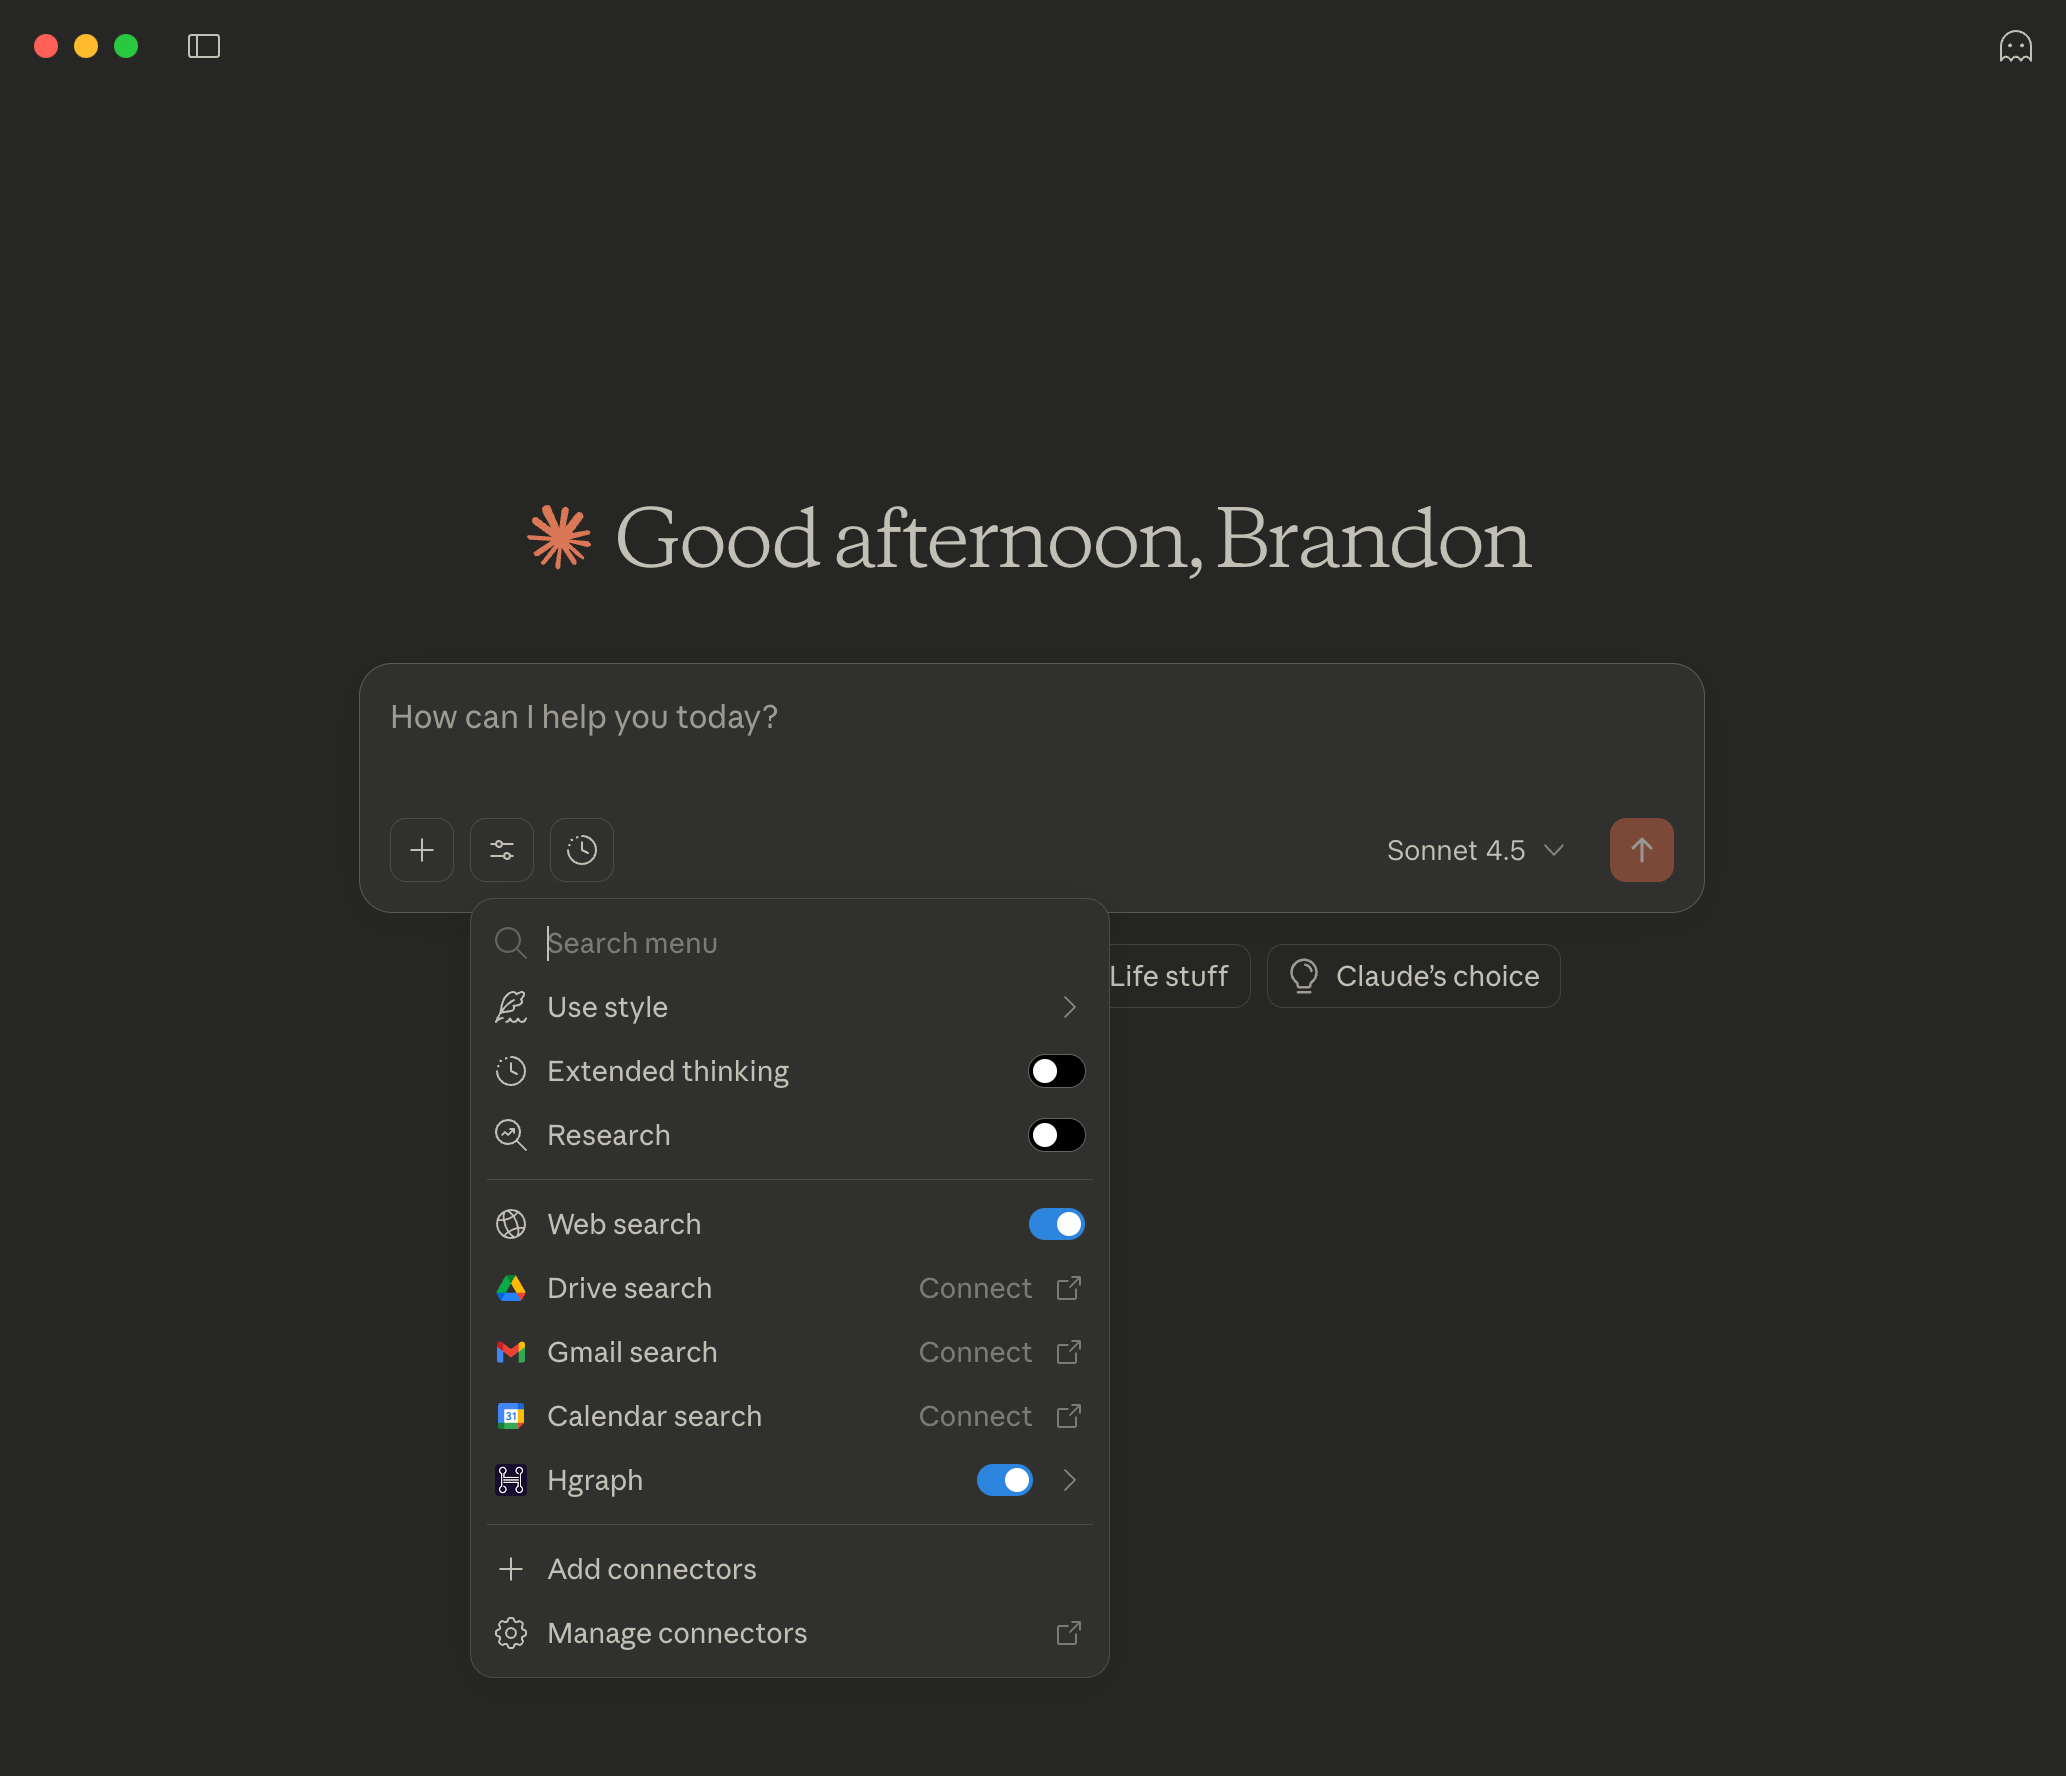 Good afternoon, Brandon
How can I help you today?
Sonnet 4.5
Search menu
Life stuff
Claude’s choice
Use style
Extended thinking
Research
Web search
Drive search Connect
Gmail search Connect
31
Calendar search Connect
Hgraph
Add connectors
Manage connectors